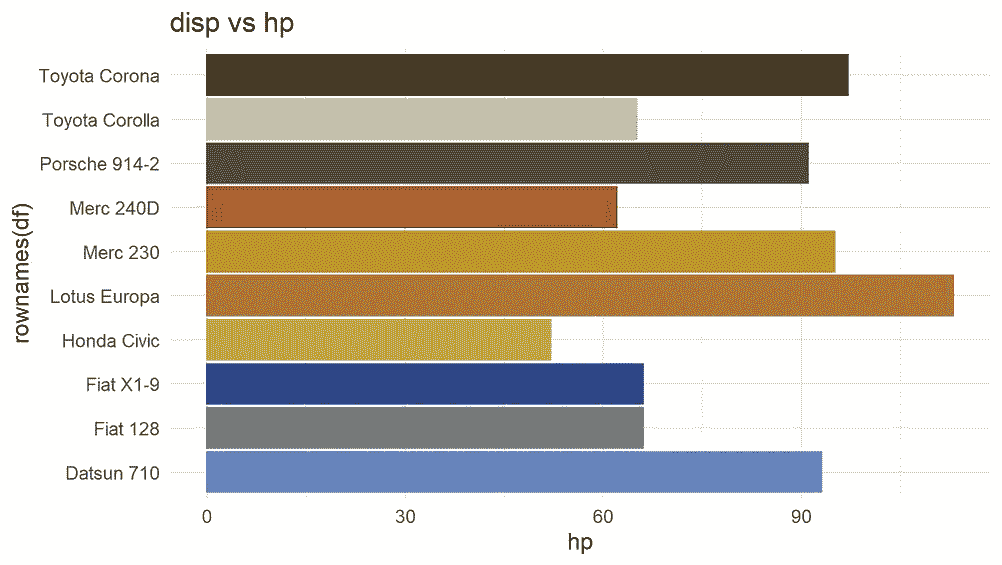 disp vs hp
rownames(df)
Toyota Corona
Toyota Corolla
Porsche 914-2
Merc 240D
Merc 230
Lotus Europa
Honda Civic
Fiat X1-9
Fiat 128
Datsun 710
0 30 60 90
hp